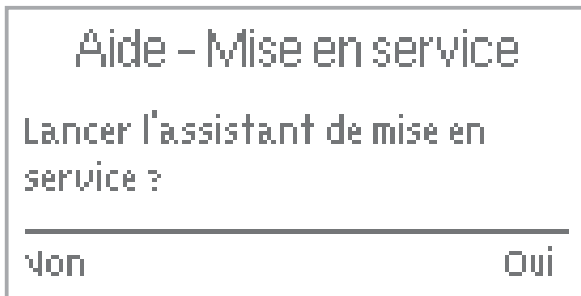 Aide - Mise en service
Lancer l'assistant de mise en
service ?
Non Oui